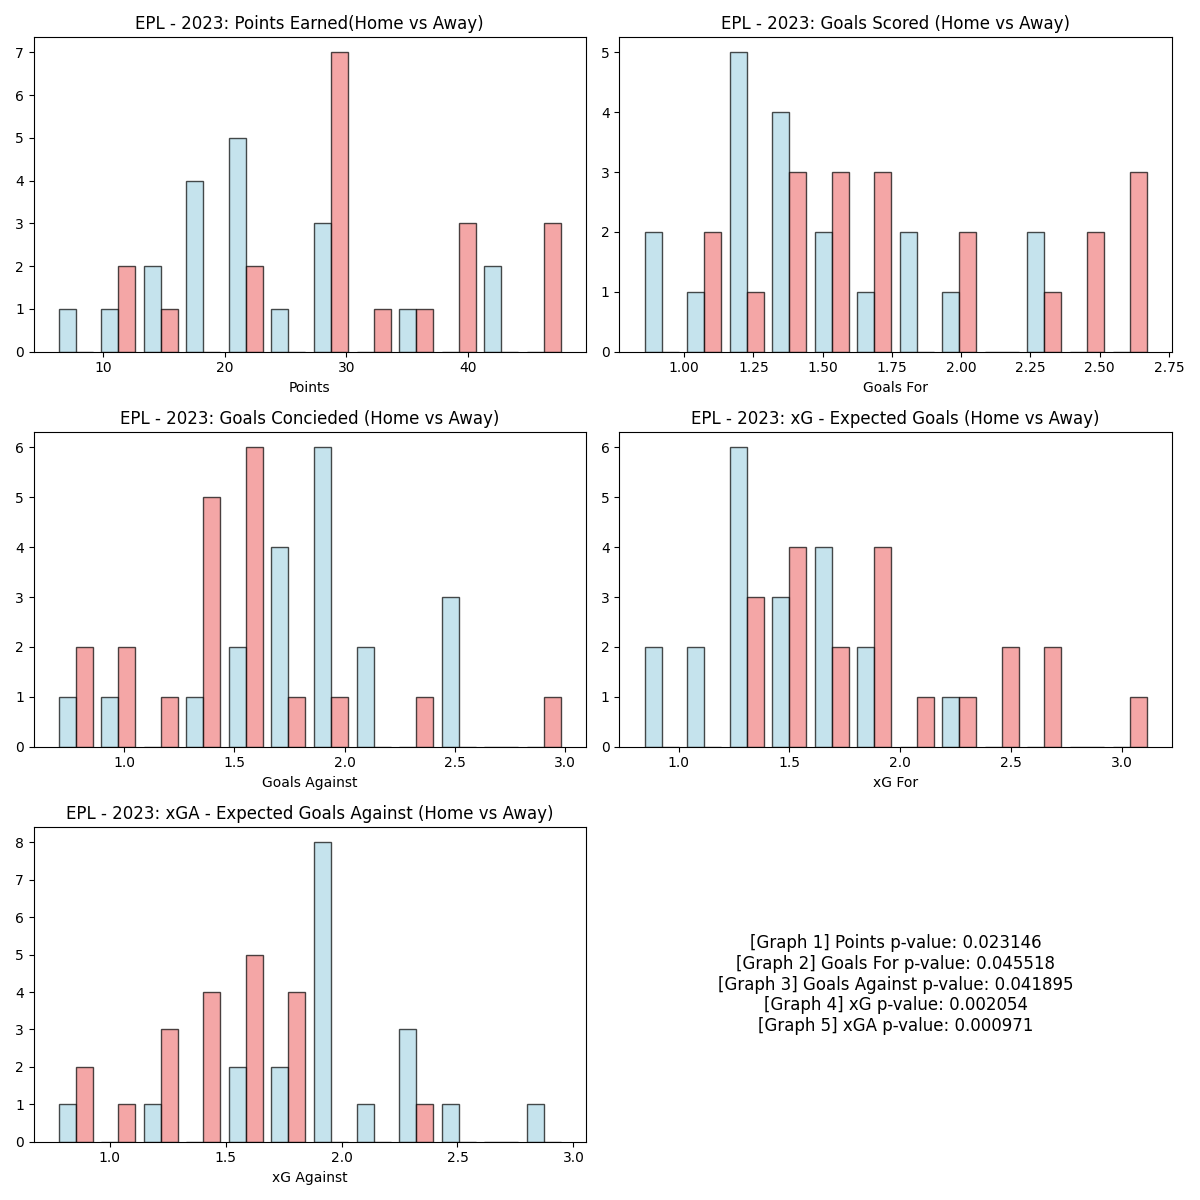 EPL - 2023: Points Earned(Home vs Away)
7
6
5
4
3
2
1
0
10 20 30 40
Points
EPL - 2023: Goals Scored (Home vs Away)
5
4
3
2
1
0
1.00 1.25 1.50 1.75 2.00 2.25 2.50 2.75
Goals For
EPL - 2023: Goals Concieded (Home vs Away)
6
5
4
3
2
1
0
1.0 1.5 2.0 2.5 3.0
Goals Against
EPL - 2023: xG - Expected Goals (Home vs Away)
6
5
4
3
2
1
0
1.0 1.5 2.0 2.5 3.0
xG For
EPL - 2023: xGA - Expected Goals Against (Home vs Away)
8
7
6
5
4
3
2
1
0
1.0 1.5 2.0 2.5 3.0
xG Against
[Graph 1] Points p-value: 0.023146
[Graph 2] Goals For p-value: 0.045518
[Graph 3] Goals Against p-value: 0.041895
[Graph 4] xG p-value: 0.002054
[Graph 5] xGA p-value: 0.000971